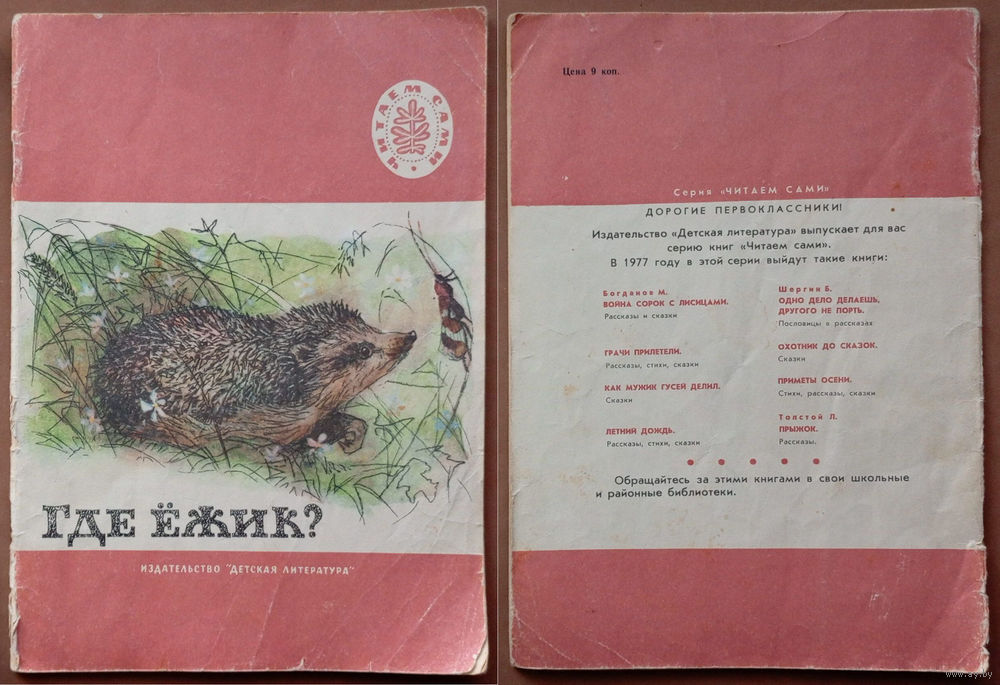 ЧИТАЕМ САМИ
ГДЕ ЁЖИК?
ИЗДАТЕЛЬСТВО "ДЕТСКАЯ ЛИТЕРАТУРА"
Цена 9 коп.
Серия «ЧИТАЕМ САМИ»
ДОРОГИЕ ПЕРВОКЛАССНИКИ!
Издательство «Детская литература» выпускает для вас
серию книг «Читаем сами».
В 1977 году в этой серии выйдут такие книги:
Богданов М.
ВОЙНА СОРОК С ЛИСИЦАМИ.
Рассказы и сказки
ГРАЧИ ПРИЛЕТЕЛИ.
Рассказы, стихи, сказки
КАК МУЖИК ГУСЕЙ ДЕЛИЛ.
Сказки
ЛЕТНИЙ ДОЖДЬ.
Рассказы, стихи, сказки
Шергин Б.
ОДНО ДЕЛО ДЕЛАЕШЬ,
ДРУГОГО НЕ ПОРТЬ.
Пословицы в рассказах
ОХОТНИК ДО СКАЗОК.
Сказки
ПРИМЕТЫ ОСЕНИ.
Стихи, рассказы, сказки
Толстой Л.
ПРЫЖОК.
Рассказы.
Обращайтесь за этими книгами в свои школьные
и районные библиотеки.
www.ay.by